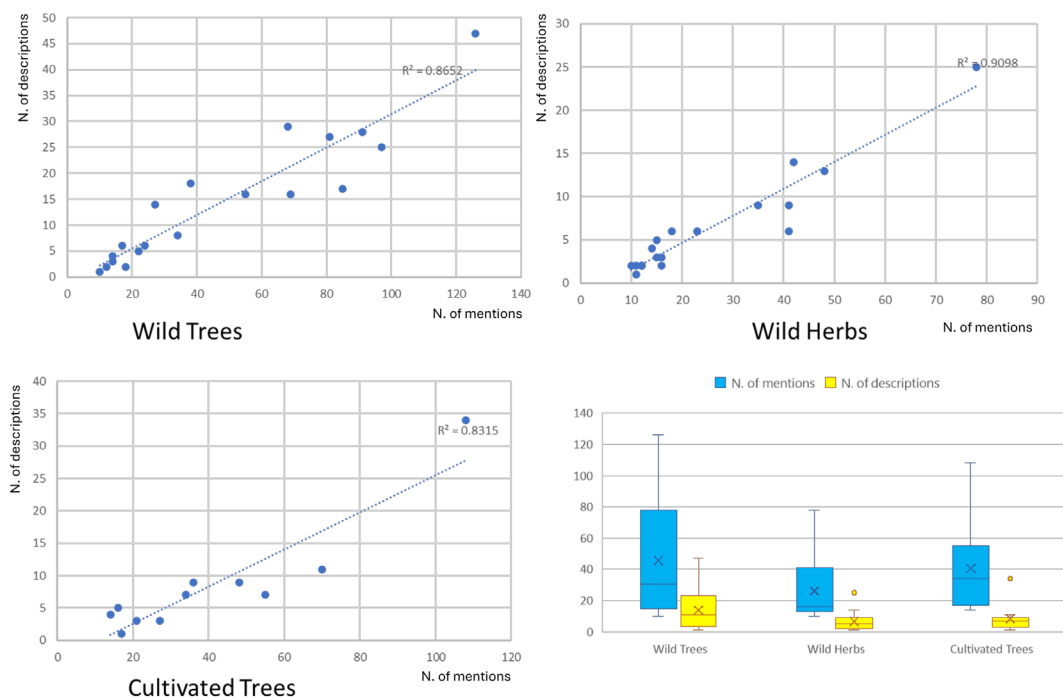 50
45
40
35
30
25
20
15
10
5
0
N. of descriptions
R² = 0.8652
0 20 40 60 80 100 120 140
Wild Trees
N. of mentions
30
25
20
15
10
5
0
N. of descriptions
R² = 0.9098
0 10 20 30 40 50 60 70 80 90
Wild Herbs
N. of mentions
40
35
30
25
20
15
10
5
0
N. of descriptions
R² = 0.8315
0 20 40 60 80 100 120
Cultivated Trees
N. of mentions
N. of mentions N. of descriptions
140
120
100
80
60
40
20
0
Wild Trees Wild Herbs Cultivated Trees